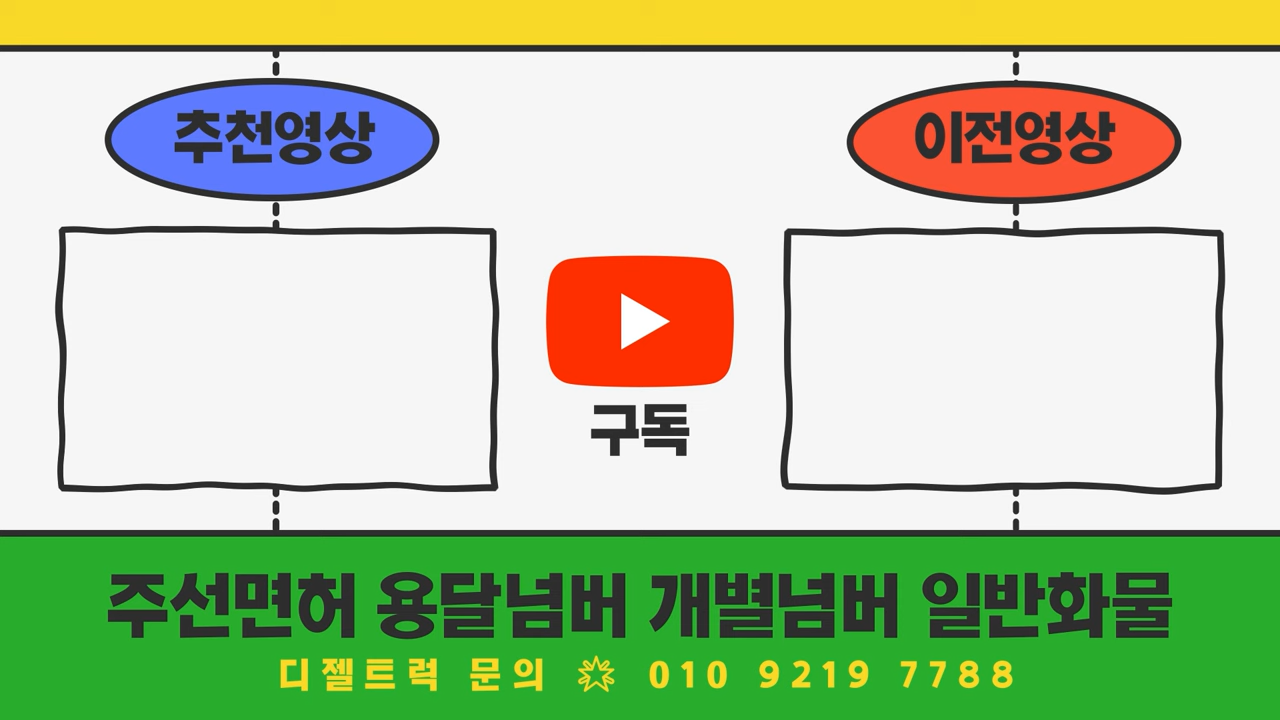 추천영상
이전영상
구독
주선면허 용달넘버 개별넘버 일반화물
디젤트럭 문의 010 9219 7788